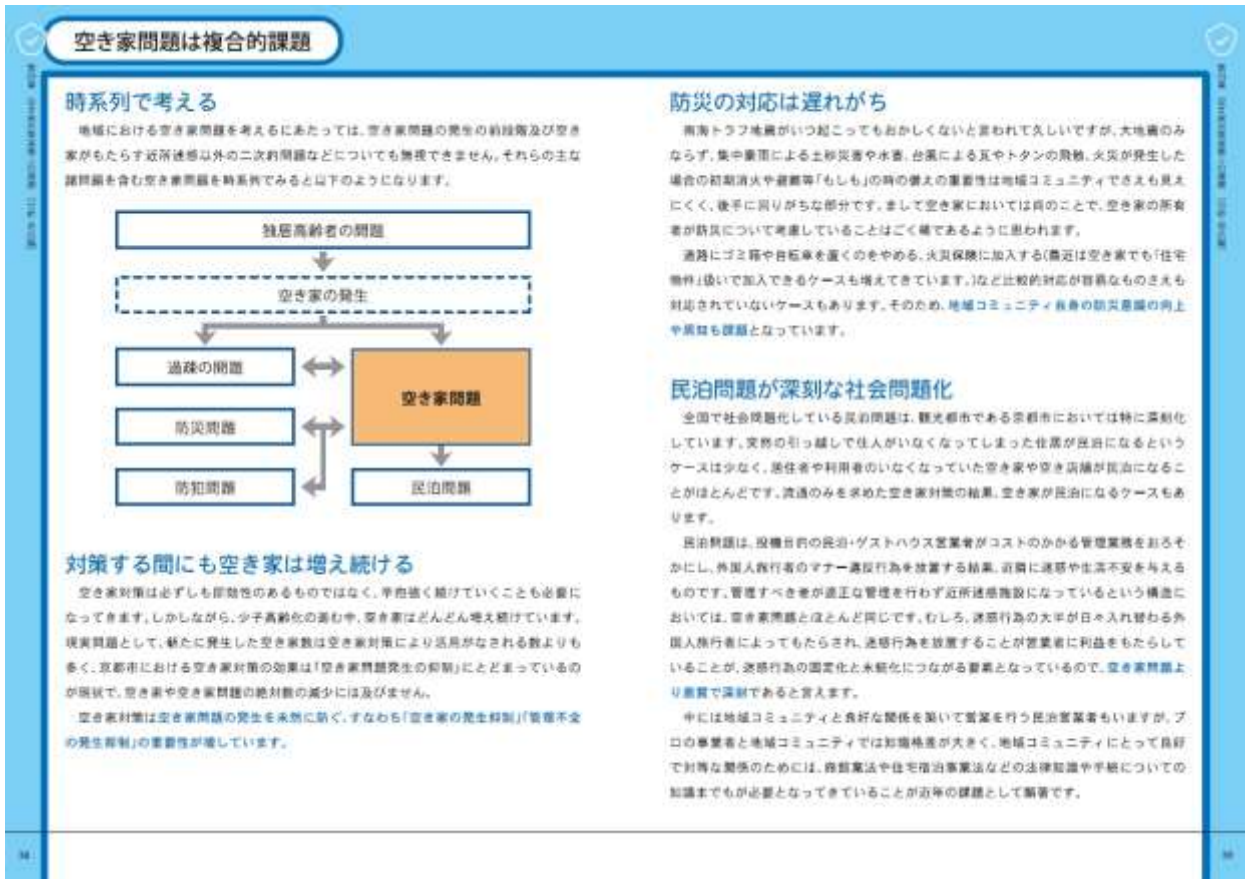 空き家問題は複合的課題
時系列で考える
地域における空き家問題を考えるにあたっては、空き家問題の発生の前段階及び空き
家がもたらす近所迷惑以外の二次的問題などについても無視できません。それらの主な
諸問題を含む空き家問題を時系列でみると以下のようになります。
独居高齢者の問題
空き家の発生
過疎の問題
空き家問題
防災問題
防犯問題
民泊問題
対策する間にも空き家は増え続ける
空き家対策は必ずしも即効性のあるものではなく、辛抱強く続けていくことも必要に
なってきます。しかしながら、少子高齢化の進む中、空き家はどんどん増え続けています。
現実問題として、新たに発生した空き家数は空き家対策により活用がなされる数よりも
多く、京都市における空き家対策の効果は「空き家問題発生の抑制」にとどまっているの
が現状で、空き家や空き家問題の絶対数の減少には及びません。
空き家対策は空き家問題の発生を未然に防ぐ、すなわち「空き家の発生抑制」「管理不全
の発生抑制」の重要性が増しています。
防災の対応は遅れがち
南海トラフ地震がいつ起こってもおかしくないと言われて久しいですが、大地震のみ
ならず、集中豪雨による土砂災害や水害、台風による瓦やトタンの飛散、火災が発生した
場合の初期消火や避難等「もしも」の時の備えの重要性は地域コミュニティでさえも見え
にくく、後手に回りがちな部分です。まして空き家においては尚のことで、空き家の所有
者が防災について考慮していることはごく稀であるように思われます。
通路にゴミ箱や自転車を置くのをやめる、火災保険に加入する(最近は空き家でも「住宅
物件」扱いで加入できるケースも増えてきています。)など比較的対応が容易なものさえも
対応されていないケースもあります。そのため、地域コミュニティ自身の防災意識の向上
や周知も課題となっています。
民泊問題が深刻な社会問題化
全国で社会問題化している民泊問題は、観光都市である京都市においては特に深刻化
しています。突然の引っ越しで住人がいなくなってしまった住居が民泊になるという
ケースは少なく、居住者や利用者のいなくなっていた空き家や空き店舗が民泊になるこ
とがほとんどです。流通のみを求めた空き家対策の結果、空き家が民泊になるケースもあ
ります。
民泊問題は、投機目的の民泊・ゲストハウス営業者がコストのかかる管理業務をおろそ
かにし、外国人旅行者のマナー違反行為を放置する結果、近隣に迷惑や生活不安を与える
ものです。管理すべき者が適正な管理を行わず近所迷惑施設になっているという構造に
おいては、空き家問題とほとんど同じです。むしろ、迷惑行為の大半が日々入れ替わる外
国人旅行者によってもたらされ、迷惑行為を放置することが営業者に利益をもたらして
いることが、迷惑行為の固定化と永続化につながる要素となっているので、空き家問題よ
り悪質で深刻であると言えます。
中には地域コミュニティと良好な関係を築いて営業を行う民泊営業者もいますが、プ
ロの事業者と地域コミュニティでは知識格差が大きく、地域コミュニティにとって良好
で対等な関係のためには、旅館業法や住宅宿泊事業法などの法律知識や手続についての
知識までもが必要となってきていることが近年の課題として顕著です。